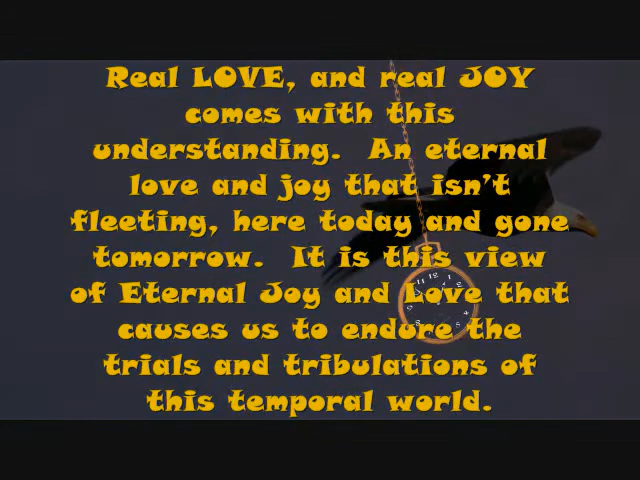 Real LOVE, and real JOY
comes with this
understanding. An eternal
love and joy that isn't
fleeting, here today and gone
tomorrow. It is this view
of Eternal Joy and Love that
causes us to endure the
trials and tribulations of
this temporal world.